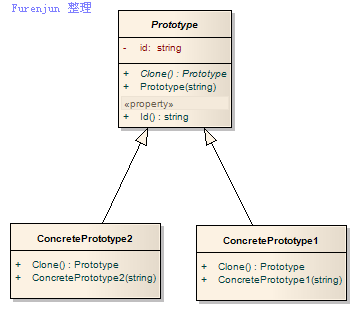 Furenjun 整理
Prototype
- id: string
+ Clone() : Prototype
+ Prototype(string)
«property»
+ Id() : string
ConcretePrototype2
+ Clone() : Prototype
+ ConcretePrototype2(string)
ConcretePrototype1
+ Clone() : Prototype
+ ConcretePrototype1(string)